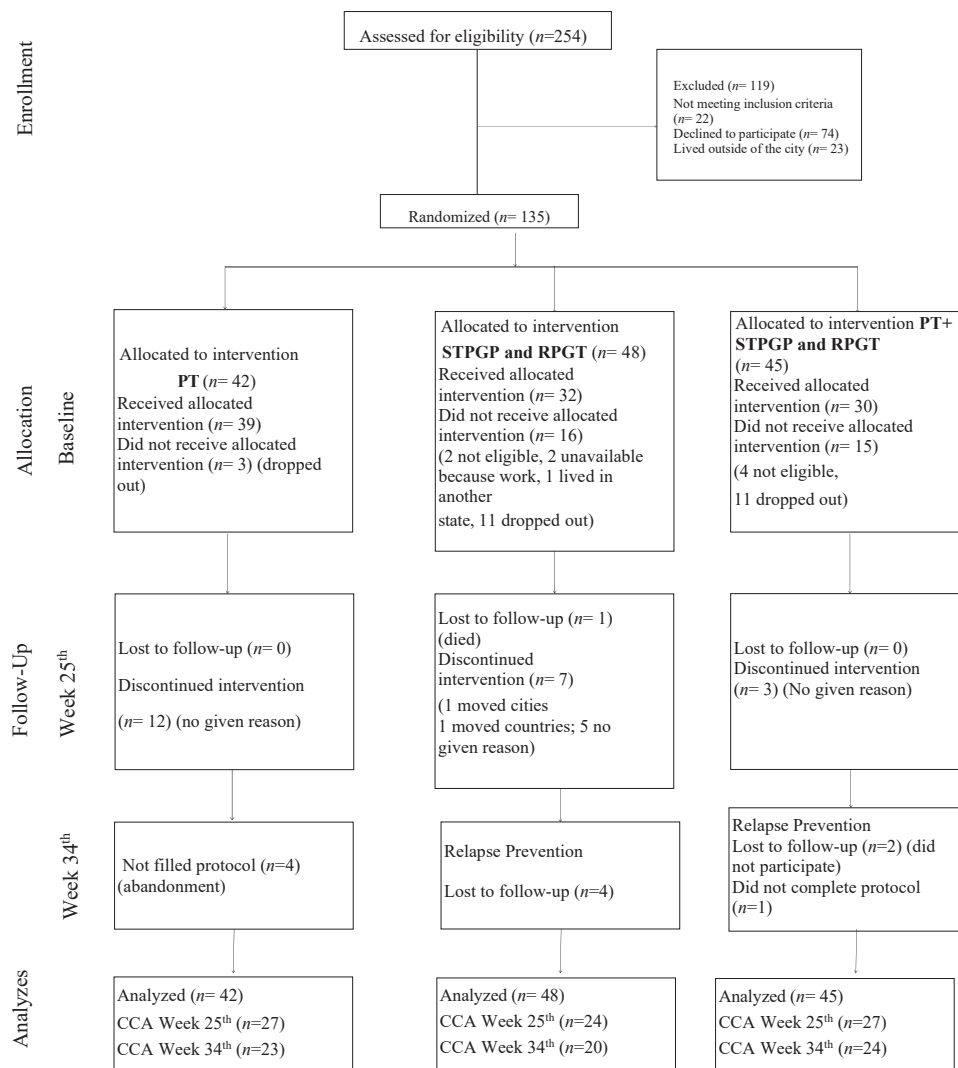 Enrollment
Assessed for eligibility (n=254)
Excluded (n= 119)
Not meeting inclusion criteria
(n= 22)
Declined to participate (n= 74)
Lived outside of the city (n= 23)
Randomized (n= 135)
Allocation
Baseline
Allocated to intervention
PT (n= 42)
Received allocated
intervention (n= 39)
Did not receive allocated
intervention (n= 3) (dropped
out)
Allocated to intervention
STPGP and RPGT (n= 48)
Received allocated
intervention (n= 32)
Did not receive allocated
intervention (n= 16)
(2 not eligible, 2 unavailable
because work, 1 lived in
another
state, 11 dropped out)
Allocated to intervention PT+
STPGP and RPGT
(n= 45)
Received allocated
intervention (n= 30)
Did not receive allocated
intervention (n= 15)
(4 not eligible,
11 dropped out)
Follow-Up
Week 25th
Lost to follow-up (n= 0)
Discontinued intervention
(n= 12) (no given reason)
Lost to follow-up (n= 1)
(died)
Discontinued
intervention (n= 7)
(1 moved cities
1 moved countries; 5 no
given reason)
Lost to follow-up (n= 0)
Discontinued intervention
(n= 3) (No given reason)
Week 34th
Not filled protocol (n=4)
(abandonment)
Relapse Prevention
Lost to follow-up (n=4)
Relapse Prevention
Lost to follow-up (n=2) (did
not participate)
Did not complete protocol
(n=1)
Analyzes
Analyzed (n= 42)
CCA Week 25th (n=27)
CCA Week 34th (n=23)
Analyzed (n= 48)
CCA Week 25th (n=24)
CCA Week 34th (n=20)
Analyzed (n= 45)
CCA Week 25th (n=27)
CCA Week 34th (n=24)